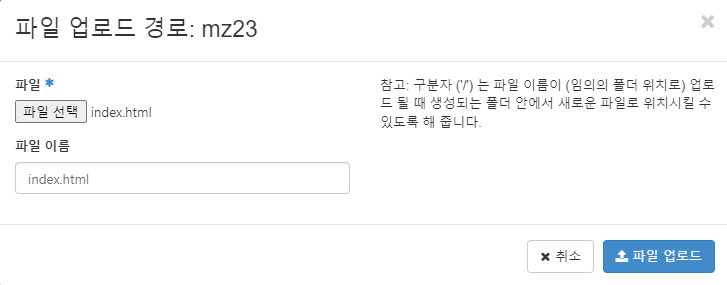 파일 업로드 경로: mz23
×
파일 *
파일 선택 index.html
파일 이름
index.html
참고: 구분자 ('/') 는 파일 이름이 (임의의 폴더 위치로) 업로
드 될 때 생성되는 폴더 안에서 새로운 파일로 위치시킬 수
있도록 해 줍니다.
취소
파일 업로드